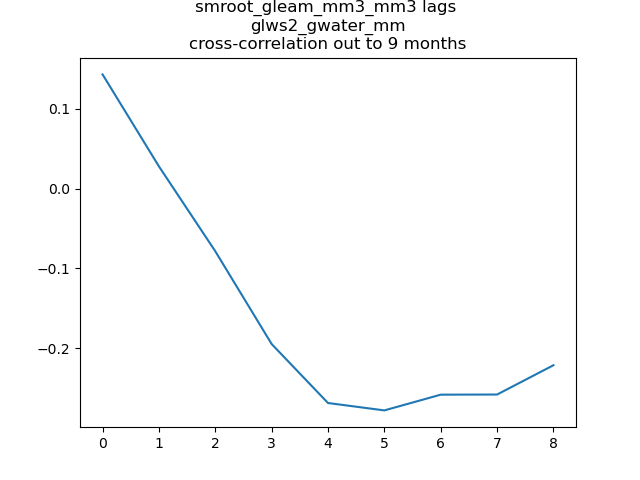 smroot_gleam_mm3_mm3 lags
glws2_gwater_mm
cross-correlation out to 9 months
0.1
0.0
−0.1
−0.2
0 1 2 3 4 5 6 7 8